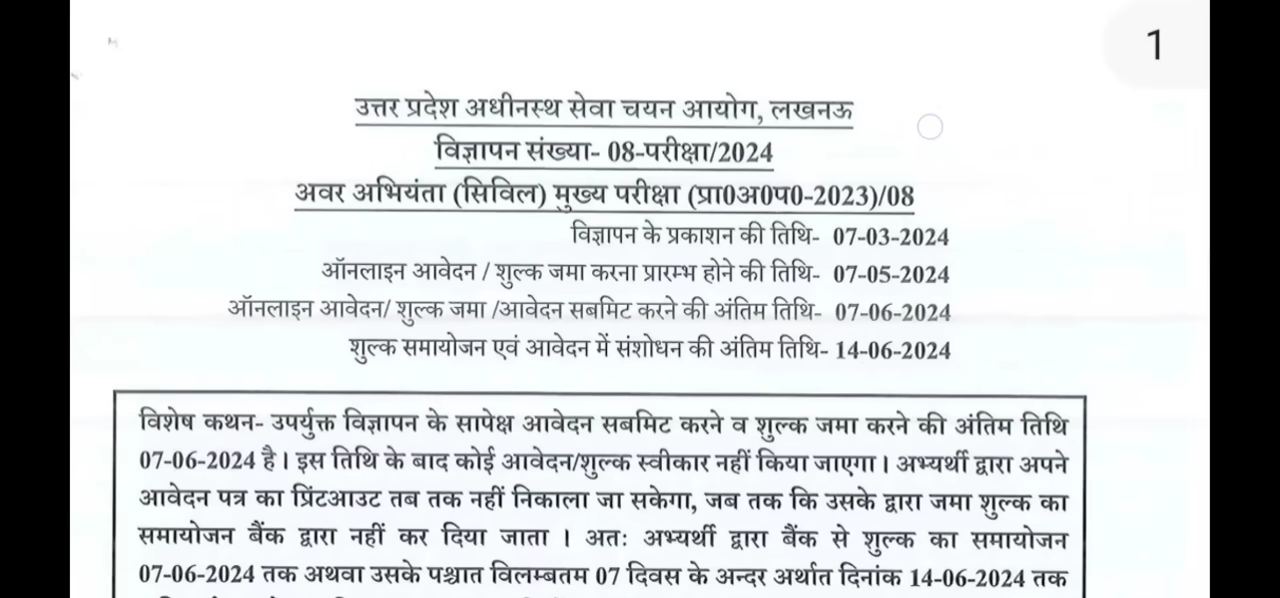 1
उत्तर प्रदेश अधीनस्थ सेवा चयन आयोग, लखनऊ
विज्ञापन संख्या- 08-परीक्षा/2024
अवर अभियंता (सिविल) मुख्य परीक्षा (प्रा0अ0प0-2023)/08
विज्ञापन के प्रकाशन की तिथि- 07-03-2024
ऑनलाइन आवेदन / शुल्क जमा करना प्रारम्भ होने की तिथि- 07-05-2024
ऑनलाइन आवेदन/ शुल्क जमा /आवेदन सबमिट करने की अंतिम तिथि- 07-06-2024
शुल्क समायोजन एवं आवेदन में संशोधन की अंतिम तिथि- 14-06-2024
विशेष कथन- उपर्युक्त विज्ञापन के सापेक्ष आवेदन सबमिट करने व शुल्क जमा करने की अंतिम तिथि
07-06-2024 है। इस तिथि के बाद कोई आवेदन/शुल्क स्वीकार नहीं किया जाएगा। अभ्यर्थी द्वारा अपने
आवेदन पत्र का प्रिंटआउट तब तक नहीं निकाला जा सकेगा, जब तक कि उसके द्वारा जमा शुल्क का
समायोजन बैंक द्वारा नहीं कर दिया जाता । अतः अभ्यर्थी द्वारा बैंक से शुल्क का समायोजन
07-06-2024 तक अथवा उसके पश्चात विलम्बतम 07 दिवस के अन्दर अर्थात दिनांक 14-06-2024 तक